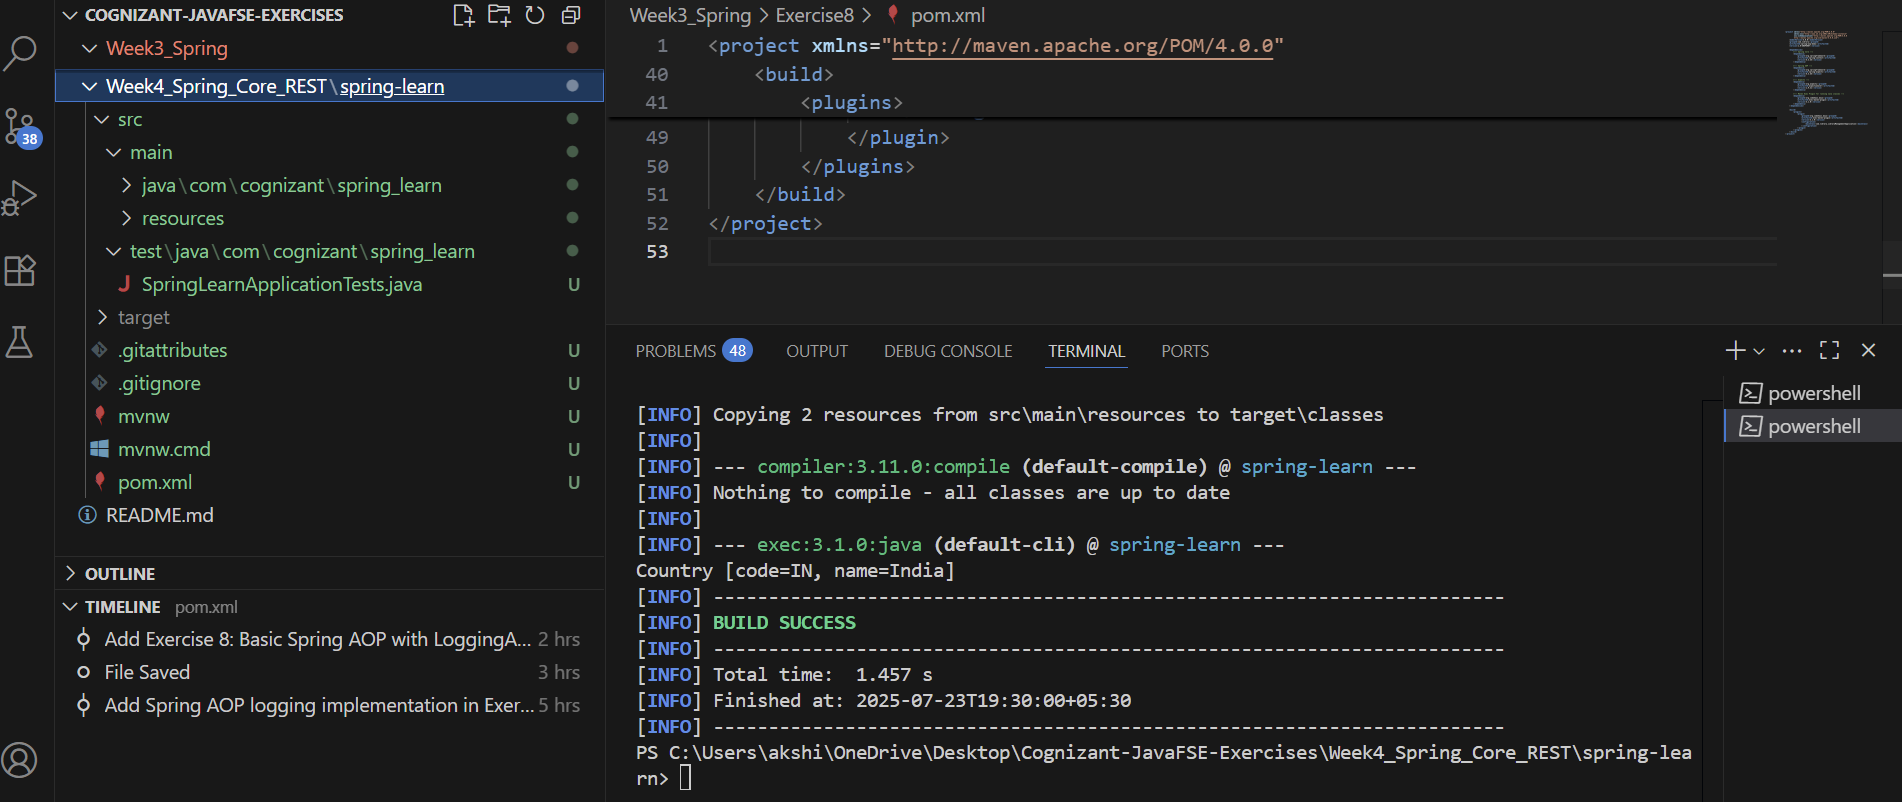 COGNIZANT-JAVAFSE-EXERCISES
Week3_Spring
Week4_Spring_Core_REST\spring-learn
src
main
java\com\cognizant\spring_learn
resources
test\java\com\cognizant\spring_learn
SpringLearnApplicationTests.java U
target
.gitattributes U
.gitignore U
mvnw U
mvnw.cmd U
pom.xml U
README.md
OUTLINE
TIMELINE pom.xml
Add Exercise 8: Basic Spring AOP with LoggingA... 2 hrs
File Saved 3 hrs
Add Spring AOP logging implementation in Exer... 5 hrs
38
Week3_Spring > Exercise8 > pom.xml
1 <project xmlns="http://maven.apache.org/POM/4.0.0"
40 <build>
41 <plugins>
49 </plugin>
50 </plugins>
51 </build>
52 </project>
53
PROBLEMS 48 OUTPUT DEBUG CONSOLE TERMINAL PORTS
[INFO] Copying 2 resources from src\main\resources to target\classes
[INFO]
[INFO] --- compiler:3.11.0:compile (default-compile) @ spring-learn ---
[INFO] Nothing to compile - all classes are up to date
[INFO]
[INFO] --- exec:3.1.0:java (default-cli) @ spring-learn ---
Country [code=IN, name=India]
[INFO] ------------------------------------------------------------------------
[INFO] BUILD SUCCESS
[INFO] ------------------------------------------------------------------------
[INFO] Total time:  1.457 s
[INFO] Finished at: 2025-07-23T19:30:00+05:30
[INFO] ------------------------------------------------------------------------
PS C:\Users\akshi\OneDrive\Desktop\Cognizant-JavaFSE-Exercises\Week4_Spring_Core_REST\spring-lea
rn>
powershell
powershell